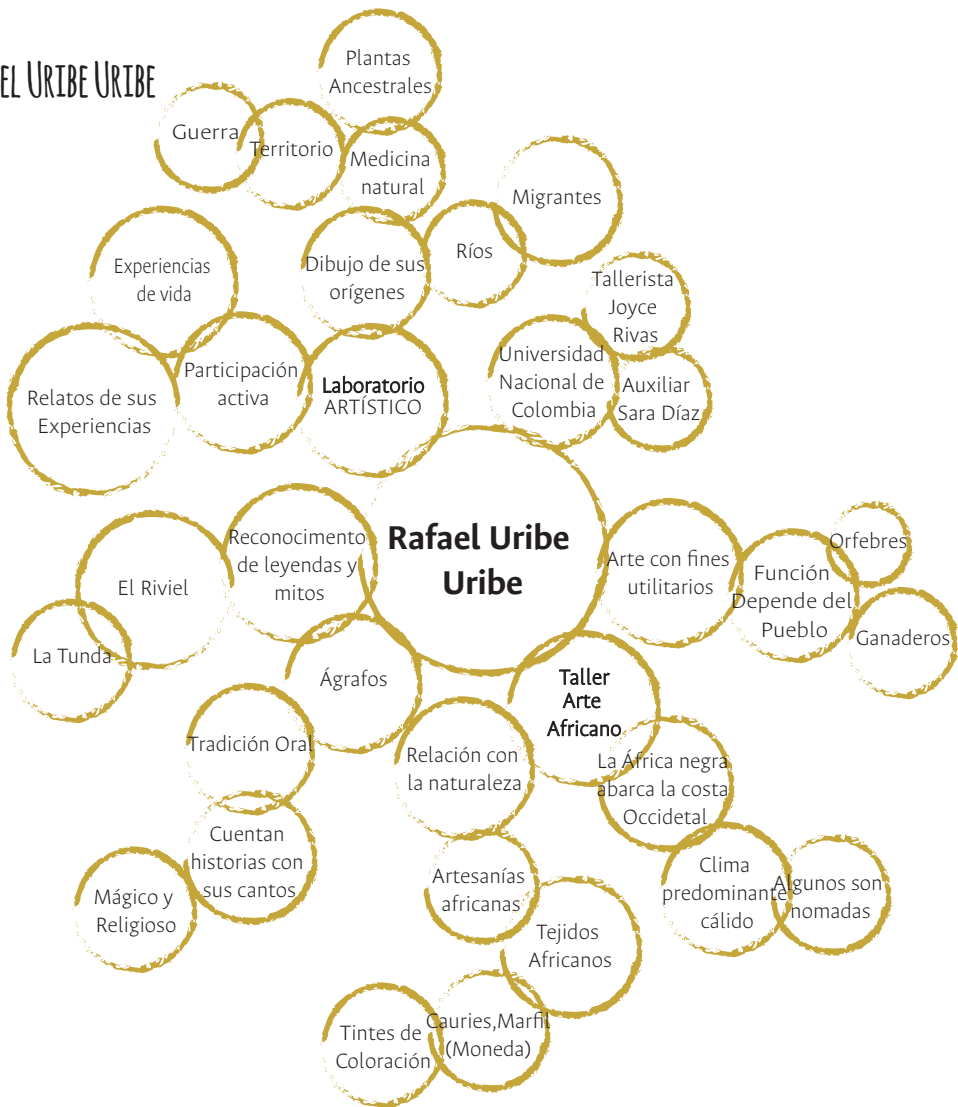 EL URIBE URIBE
Plantas
Ancestrales
Guerra
Territorio
Medicina
natural
Migrantes
Ríos
Dibujo de sus
orígenes
Experiencias
de vida
Tallerista
Joyce
Rivas
Universidad
Nacional de
Colombia
Auxiliar
Sara Díaz
Participación
activa
Laboratorio
ARTÍSTICO
Relatos de sus
Experiencias
Rafael Uribe
Uribe
Reconocimento
de leyendas y
mitos
El Riviel
La Tunda
Arte con fines
utilitarios
Función
Depende del
Pueblo
Orfebres
Ganaderos
Ágrafos
Taller
Arte
Africano
Tradición Oral
Relación con
la naturaleza
La África negra
abarca la costa
Occidetal
Cuentan
historias con
sus cantos
Mágico y
Religioso
Artesanías
africanas
Clima
predominante
cálido
Algunos son
nomadas
Tejidos
Africanos
Cauries,Marfil
(Moneda)
Tintes de
Coloración